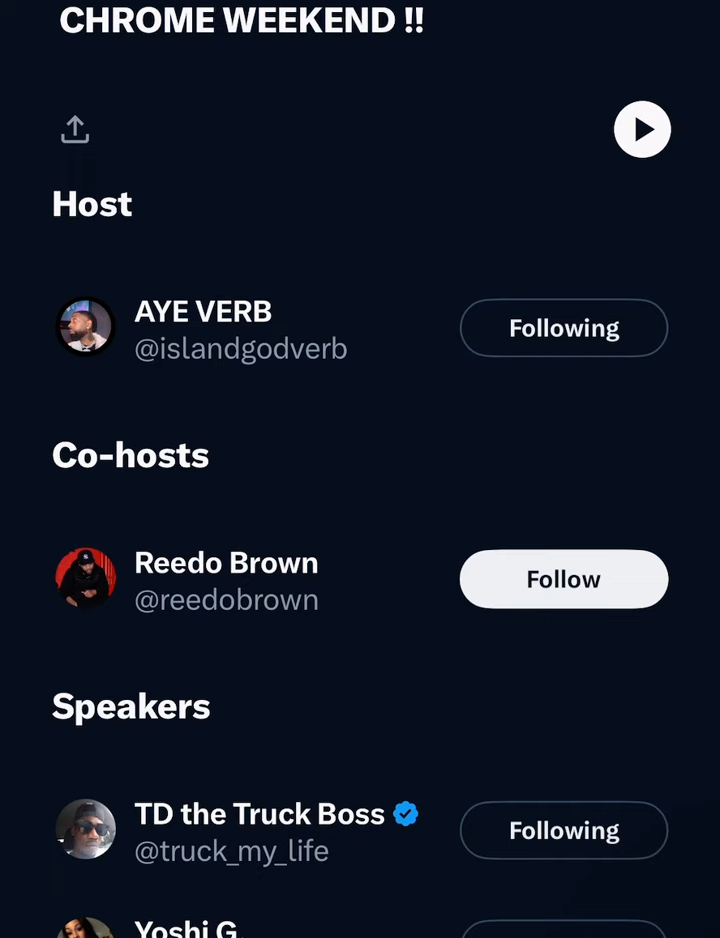 CHROME WEEKEND !!
Host
AYE VERB
@islandgodverb
Following
Co-hosts
Reedo Brown
@reedobrown
Follow
Speakers
TD the Truck Boss
@truck_my_life
Following
Yoshi G